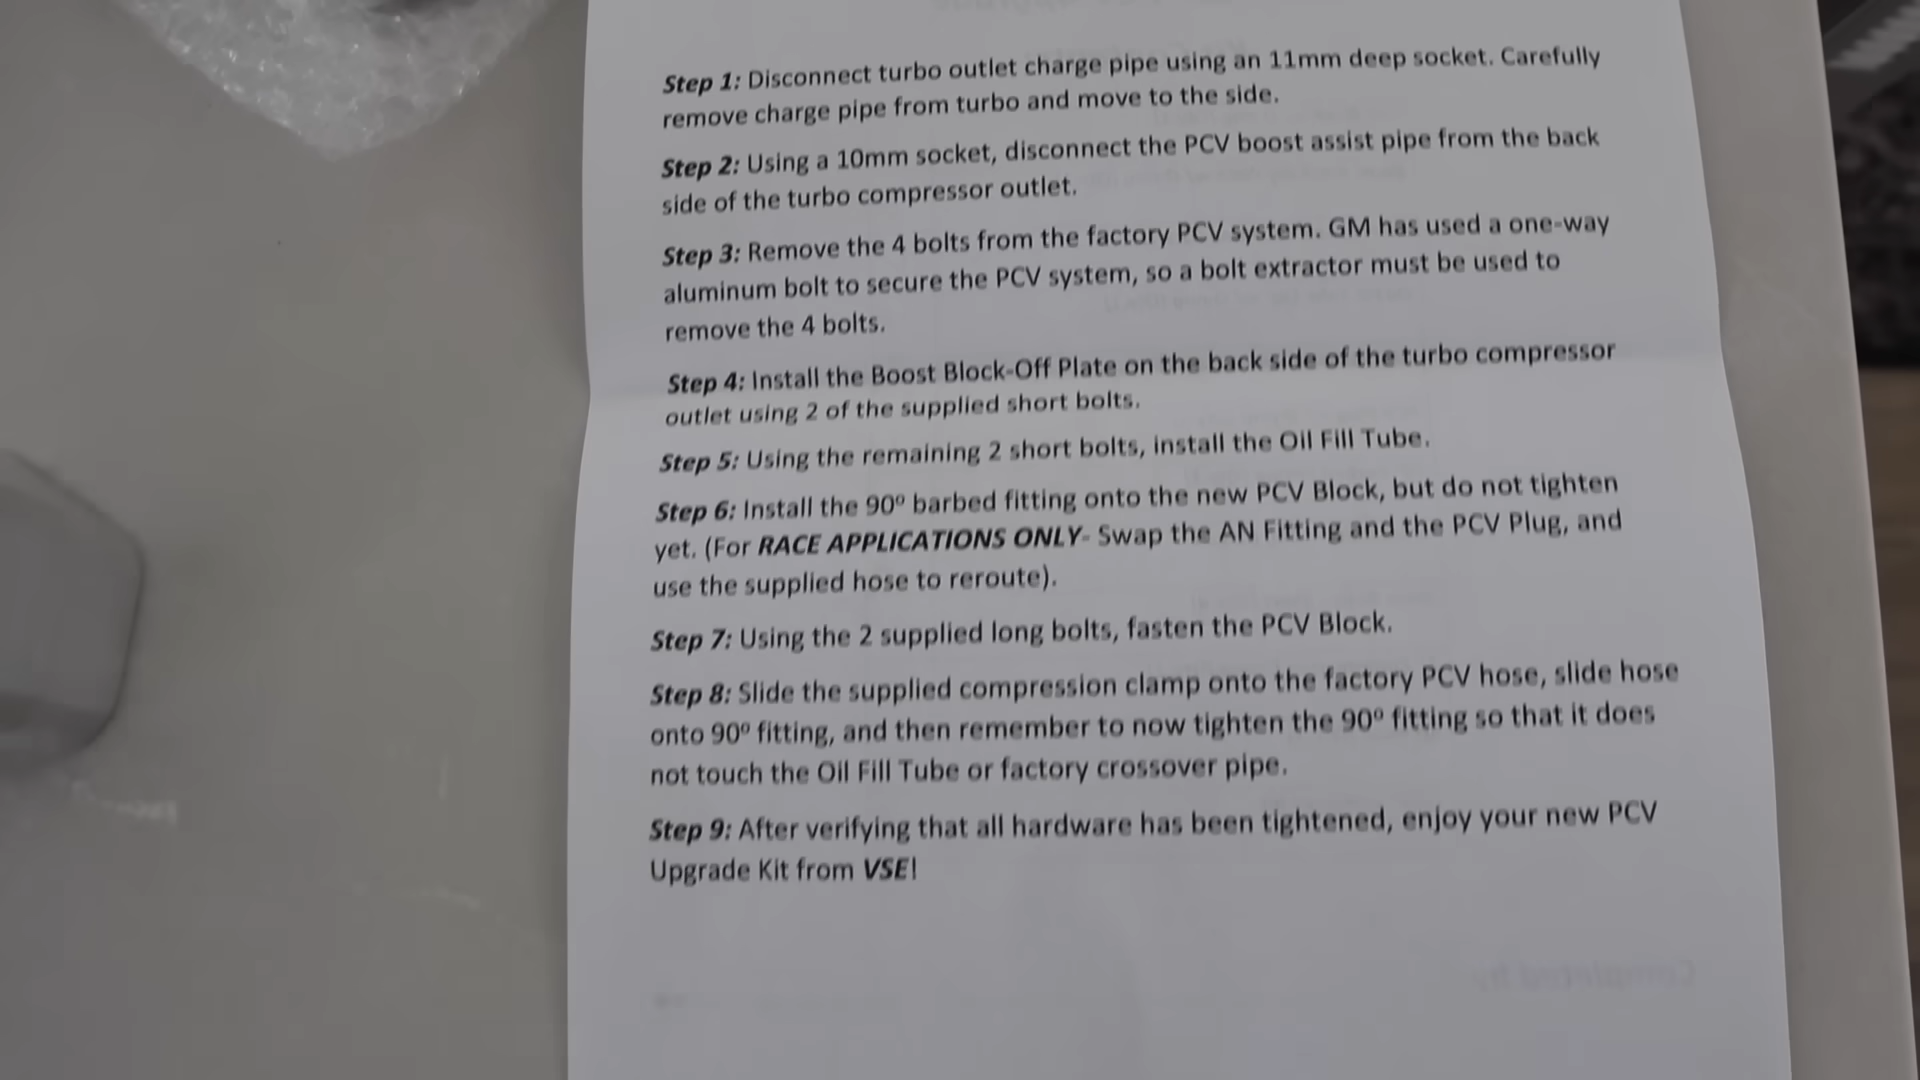 Step 1: Disconnect turbo outlet charge pipe using an 11mm deep socket. Carefully
remove charge pipe from turbo and move to the side.
Step 2: Using a 10mm socket, disconnect the PCV boost assist pipe from the back
side of the turbo compressor outlet.
Step 3: Remove the 4 bolts from the factory PCV system. GM has used a one-way
aluminum bolt to secure the PCV system, so a bolt extractor must be used to
remove the 4 bolts.
Step 4: Install the Boost Block-Off Plate on the back side of the turbo compressor
outlet using 2 of the supplied short bolts.
Step 5: Using the remaining 2 short bolts, install the Oil Fill Tube.
Step 6: Install the 90º barbed fitting onto the new PCV Block, but do not tighten
yet. (For RACE APPLICATIONS ONLY- Swap the AN Fitting and the PCV Plug, and
use the supplied hose to reroute).
Step 7: Using the 2 supplied long bolts, fasten the PCV Block.
Step 8: Slide the supplied compression clamp onto the factory PCV hose, slide hose
onto 90º fitting, and then remember to now tighten the 90º fitting so that it does
not touch the Oil Fill Tube or factory crossover pipe.
Step 9: After verifying that all hardware has been tightened, enjoy your new PCV
Upgrade Kit from VSE!